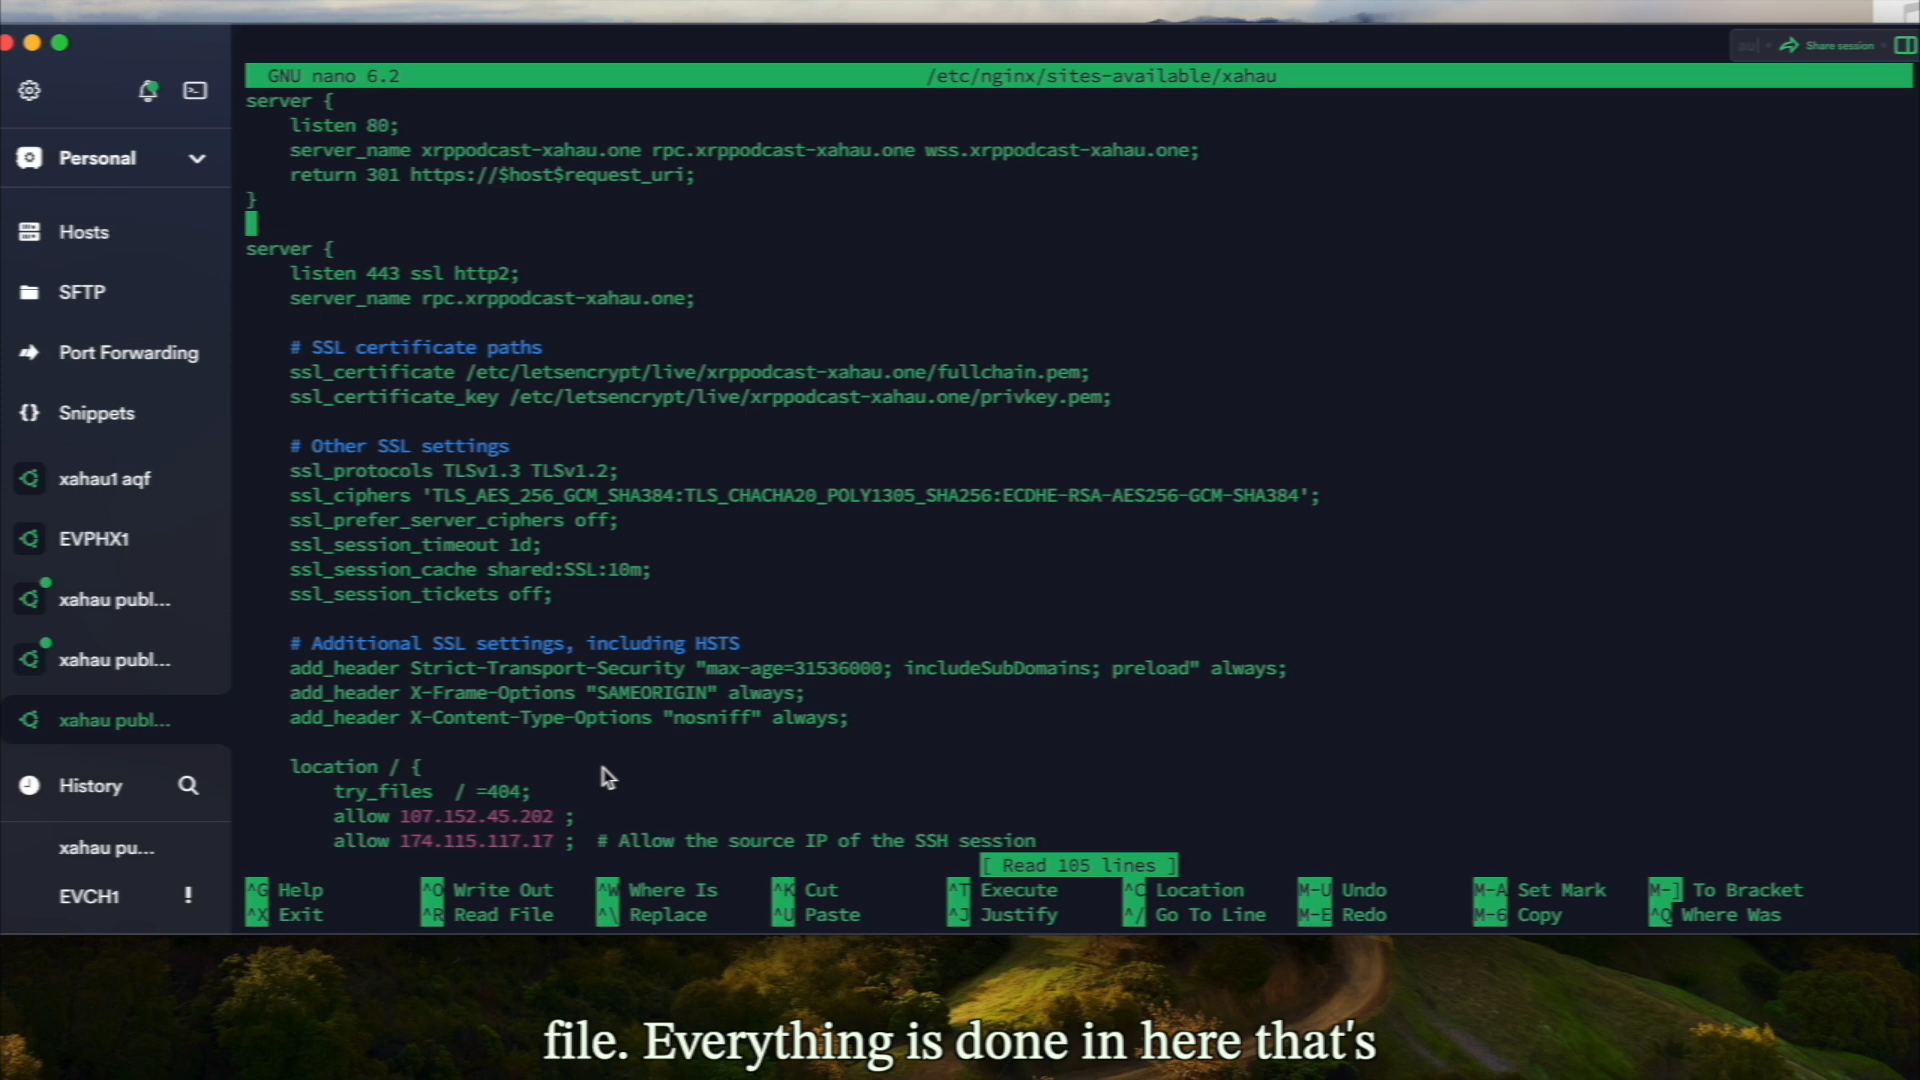 Share session
GNU nano 6.2 /etc/nginx/sites-available/xahau
server {
listen 80;
server_name xrppodcast-xahau.one rpc.xrppodcast-xahau.one wss.xrppodcast-xahau.one;
return 301 https://$host$request_uri;
}
server {
listen 443 ssl http2;
server_name rpc.xrppodcast-xahau.one;
# SSL certificate paths
ssl_certificate /etc/letsencrypt/live/xrppodcast-xahau.one/fullchain.pem;
ssl_certificate_key /etc/letsencrypt/live/xrppodcast-xahau.one/privkey.pem;
# Other SSL settings
ssl_protocols TLSv1.3 TLSv1.2;
ssl_ciphers 'TLS_AES_256_GCM_SHA384:TLS_CHACHA20_POLY1305_SHA256:ECDHE-RSA-AES256-GCM-SHA384';
ssl_prefer_server_ciphers off;
ssl_session_timeout 1d;
ssl_session_cache shared:SSL:10m;
ssl_session_tickets off;
# Additional SSL settings, including HSTS
add_header Strict-Transport-Security "max-age=31536000; includeSubDomains; preload" always;
add_header X-Frame-Options "SAMEORIGIN" always;
add_header X-Content-Type-Options "nosniff" always;
location / {
try_files / =404;
allow 107.152.45.202 ;
allow 174.115.117.17 ; # Allow the source IP of the SSH session
[ Read 105 lines ]
^G Help ^O Write Out ^W Where Is ^K Cut ^T Execute ^C Location M-U Undo M-A Set Mark M-] To Bracket
^X Exit ^R Read File ^\ Replace ^U Paste ^J Justify ^/ Go To Line M-E Redo M-6 Copy ^Q Where Was
Personal
Hosts
SFTP
Port Forwarding
Snippets
xahau1 aqf
EVPHX1
xahau publ...
xahau publ...
xahau publ...
History
xahau pu...
EVCH1 !
file. Everything is done in here that's